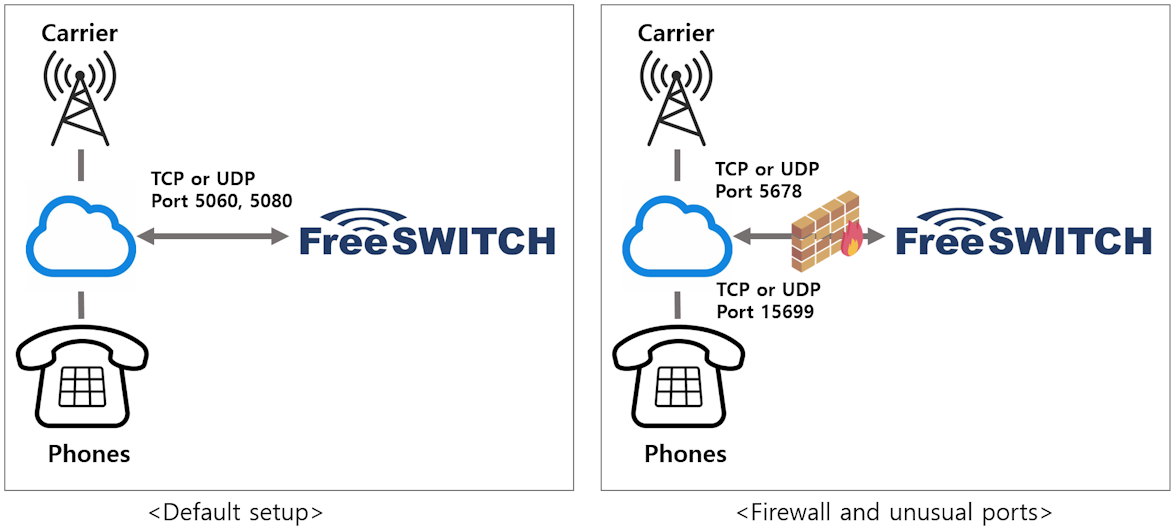 Carrier
TCP or UDP
Port 5060, 5080
FreeSWITCH
Phones
<Default setup>
Carrier
TCP or UDP
Port 5678
FreeSWITCH
TCP or UDP
Port 15699
Phones
<Firewall and unusual ports>